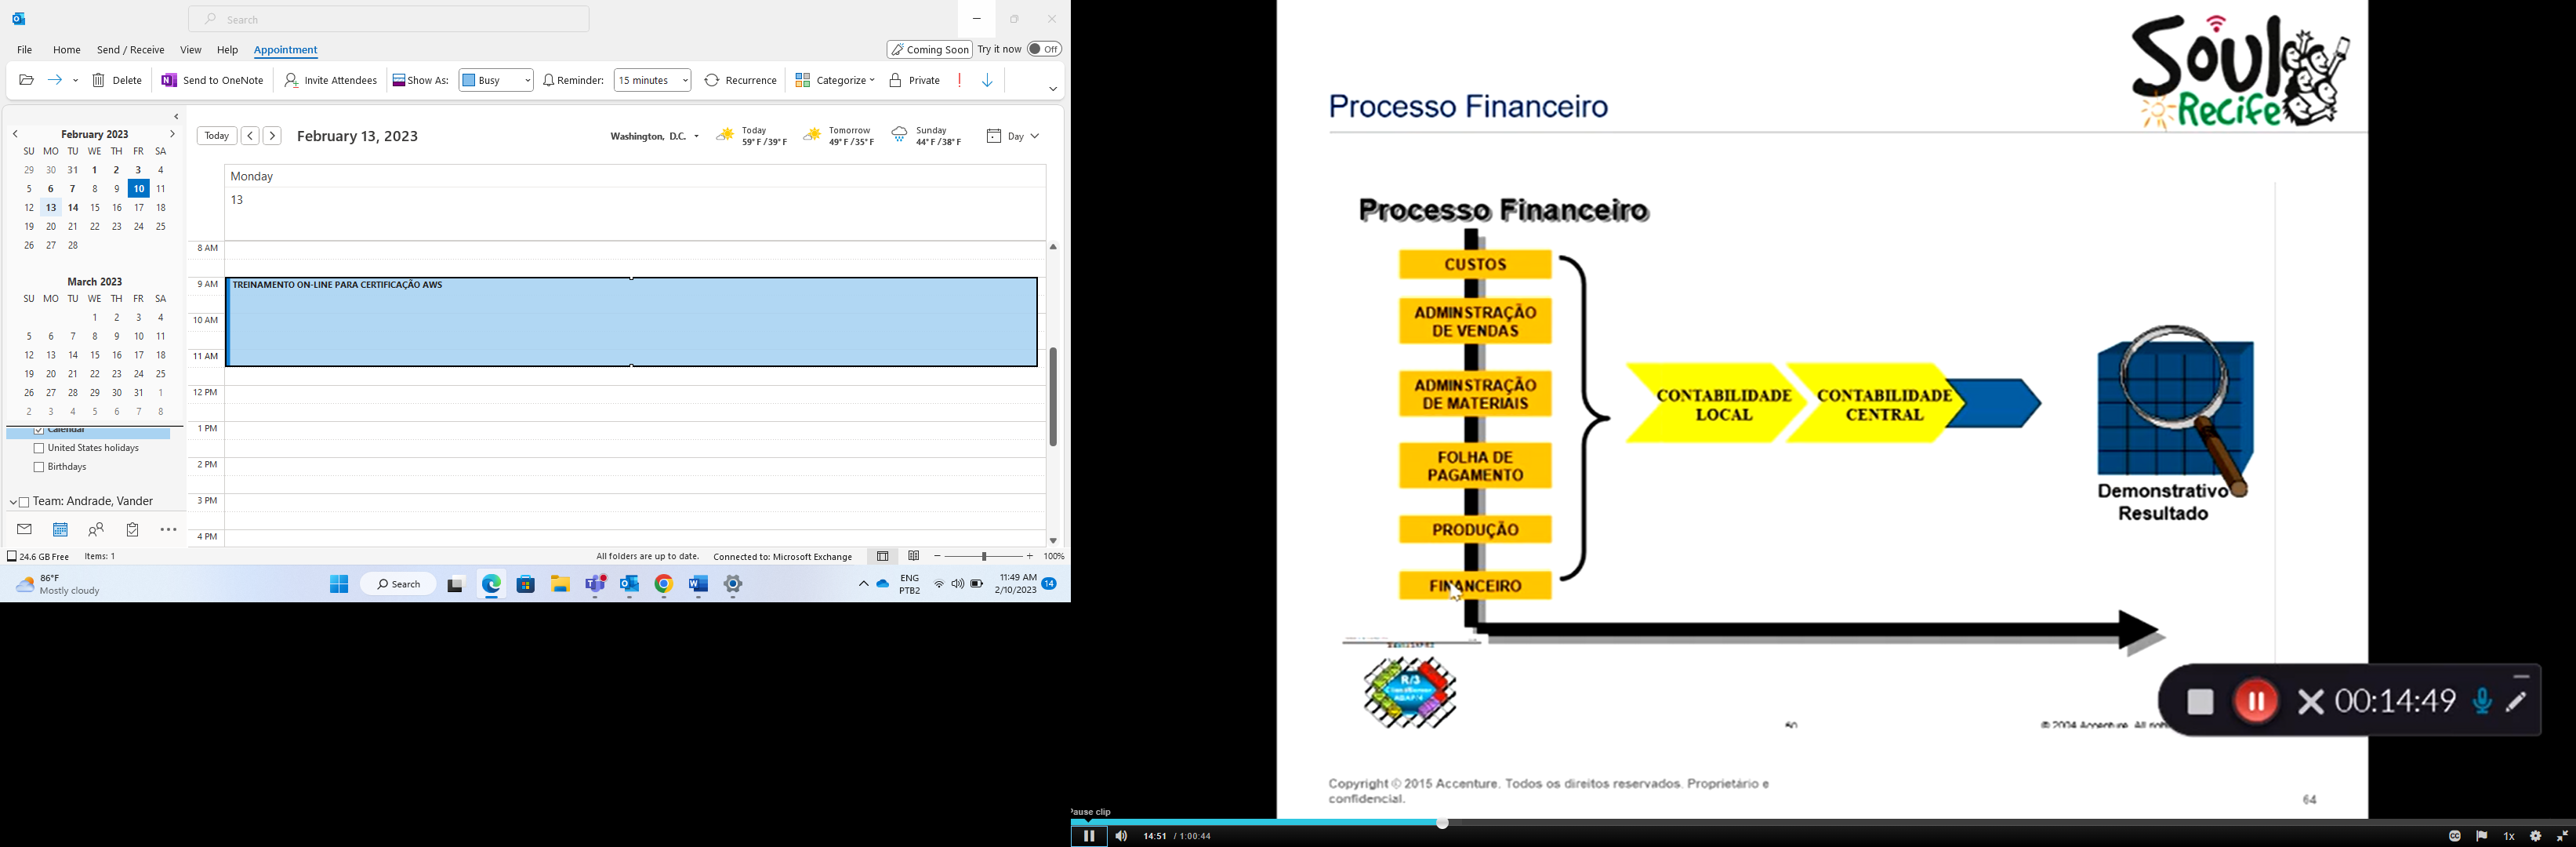 Search
File Home Send / Receive View Help Appointment
Coming Soon Try it now Off
Delete Send to OneNote Invite Attendees Show As: Busy Reminder: 15 minutes Recurrence Categorize Private
February 2023
SU MO TU WE TH FR SA
29 30 31 1 2 3 4
5 6 7 8 9 10 11
12 13 14 15 16 17 18
19 20 21 22 23 24 25
26 27 28
March 2023
SU MO TU WE TH FR SA
1 2 3 4
5 6 7 8 9 10 11
12 13 14 15 16 17 18
19 20 21 22 23 24 25
26 27 28 29 30 31 1
2 3 4 5 6 7 8
Calendar
United States holidays
Birthdays
Team: Andrade, Vander
Today February 13, 2023
Washington, D.C.
Today
59° F / 39° F
Tomorrow
49° F / 35° F
Sunday
44° F / 38° F
Day
Monday
13
8 AM
9 AM
TREINAMENTO ON-LINE PARA CERTIFICAÇÃO AWS
10 AM
11 AM
12 PM
1 PM
2 PM
3 PM
4 PM
24.6 GB Free Items: 1 All folders are up to date. Connected to: Microsoft Exchange 100%
86°F
Mostly cloudy
Search
ENG
PTB2
11:49 AM
2/10/2023
14
Soul
Recife
Processo Financeiro
Processo Financeiro
CUSTOS
ADMINSTRAÇÃO
DE VENDAS
ADMINSTRAÇÃO
DE MATERIAIS
FOLHA DE
PAGAMENTO
PRODUÇÃO
FINANCEIRO
CONTABILIDADE
LOCAL
CONTABILIDADE
CENTRAL
Demonstrativo
Resultado
R/3
00:14:49
© 2004 Accenture. All
Copyright © 2015 Accenture. Todos os direitos reservados. Proprietário e
confidencial.
64
Pause clip
14:51 / 1:00:44
1x